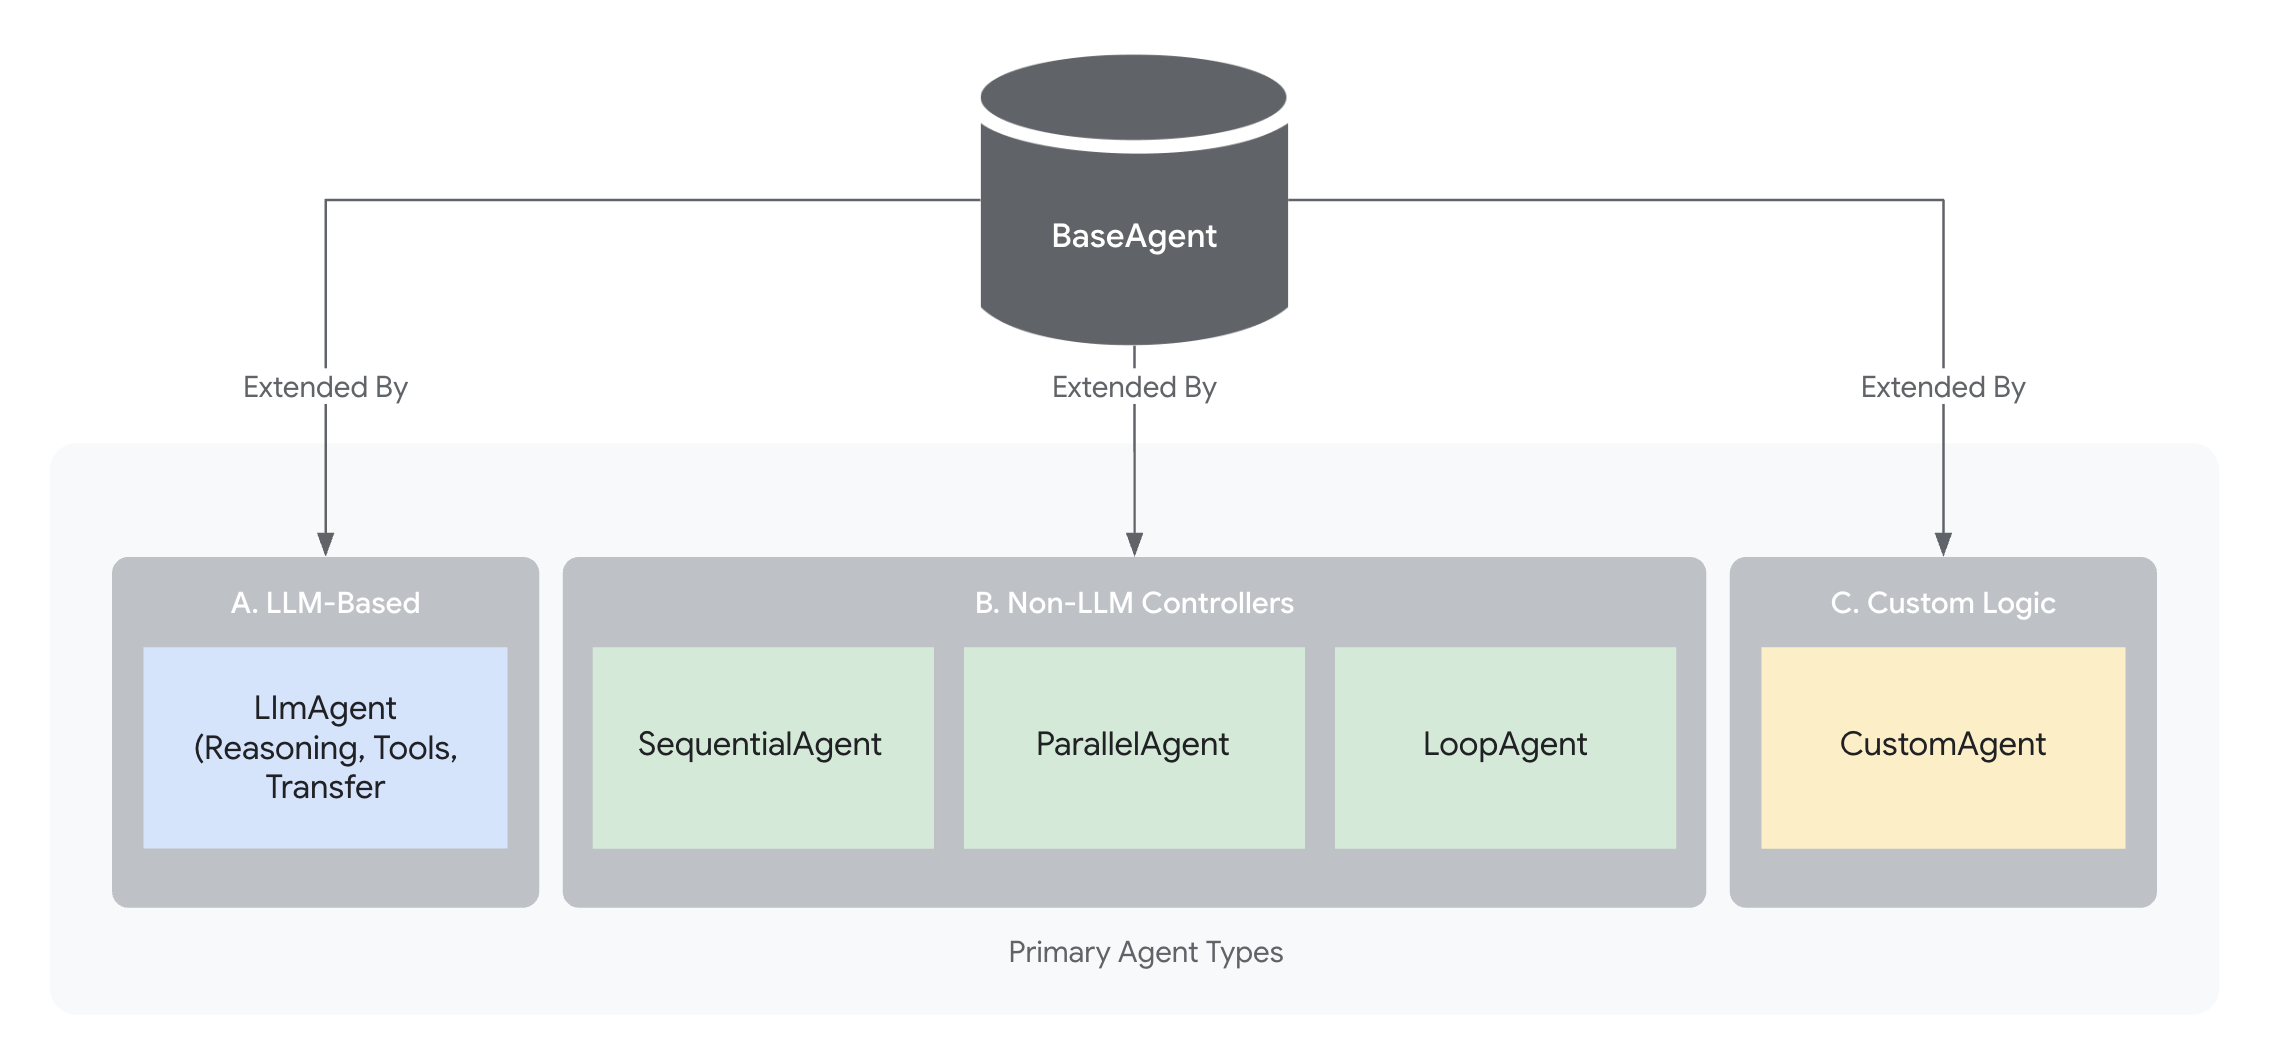 BaseAgent
Extended By
Extended By
Extended By
A. LLM-Based
LlmAgent
(Reasoning, Tools,
Transfer
B. Non-LLM Controllers
SequentialAgent
ParallelAgent
LoopAgent
C. Custom Logic
CustomAgent
Primary Agent Types